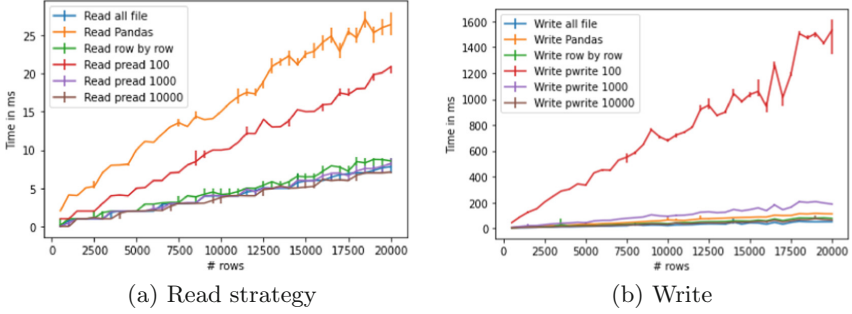 Read all file
Read Pandas
Read row by row
Read pread 100
Read pread 1000
Read pread 10000
Time in ms
25
20
15
10
5
0
2500 5000 7500 10000 12500 15000 17500 20000
# rows
(a) Read strategy
Write all file
Write Pandas
Write row by row
Write pwrite 100
Write pwrite 1000
Write pwrite 10000
Time in ms
1600
1400
1200
1000
800
600
400
200
0
2500 5000 7500 10000 12500 15000 17500 20000
# rows
(b) Write